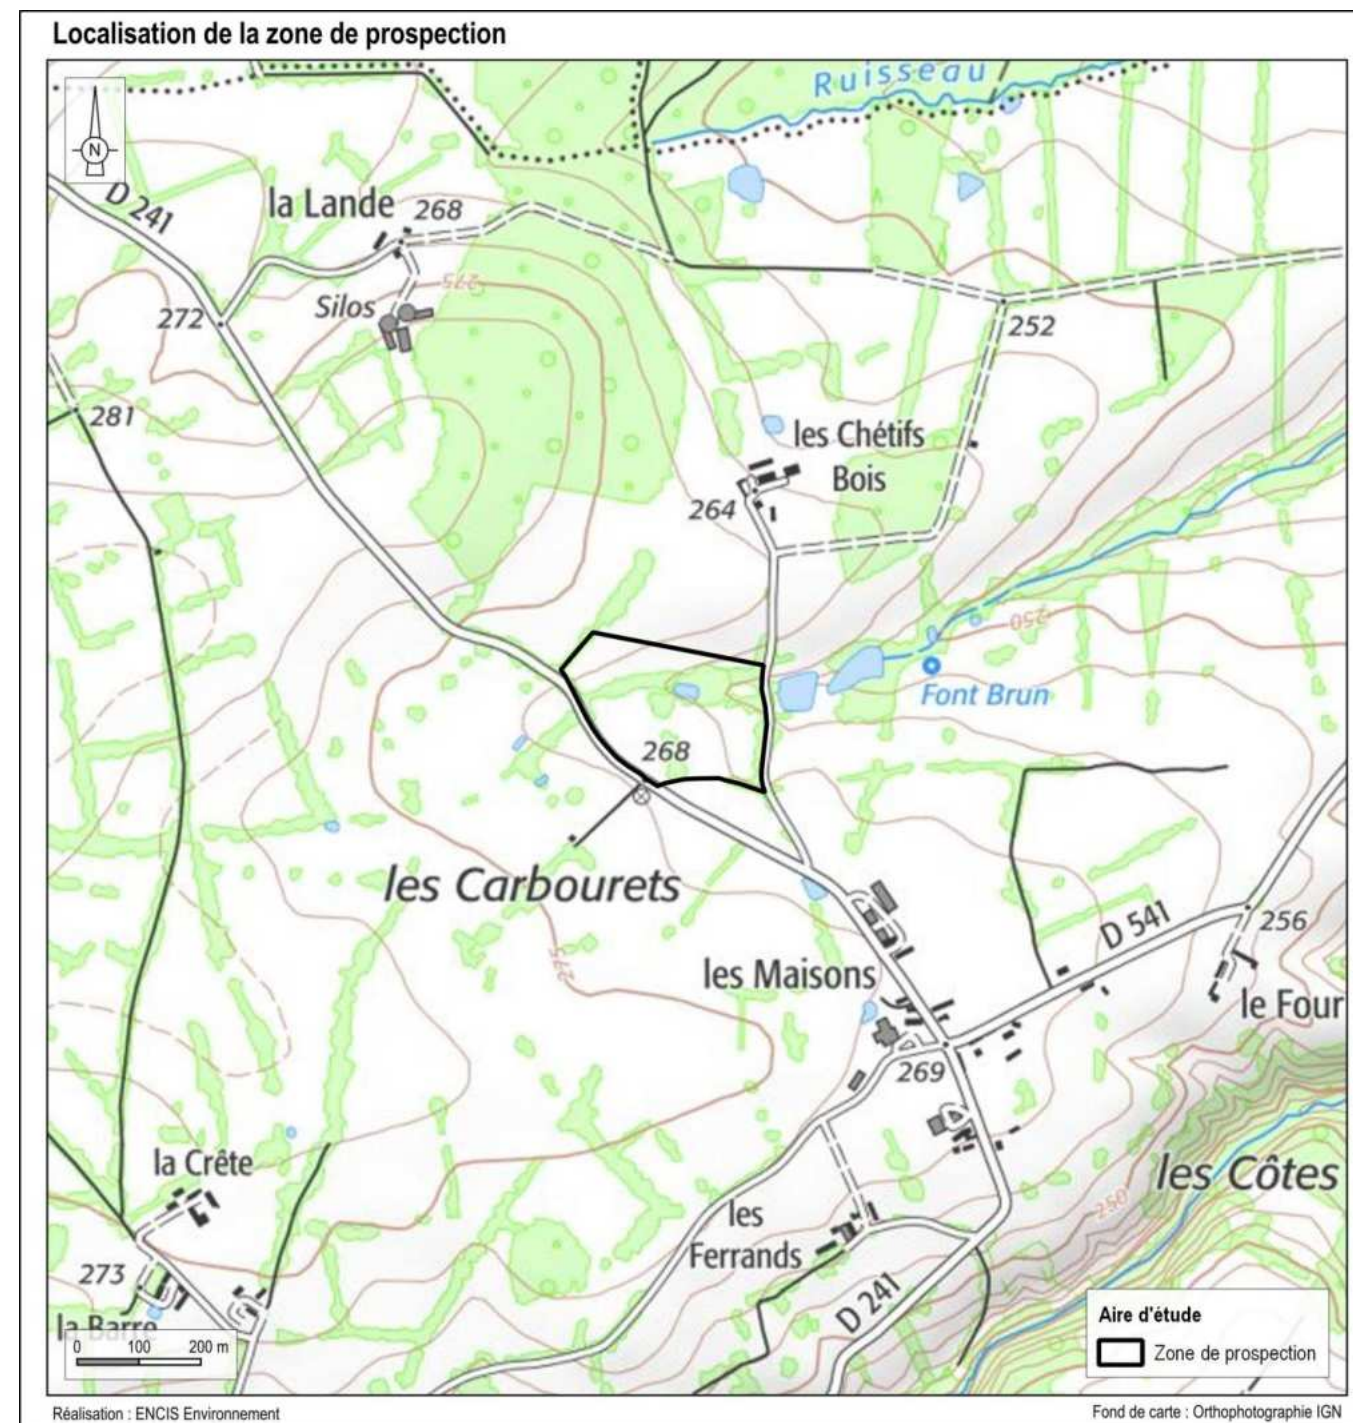 Localisation de la zone de prospection
Ruisseau
N
D 241
la Lande
268
275
Silos
272
252
281
les Chétifs
Bois
264
250
Font Brun
268
les Carbourets
D 541
256
275
les Maisons
le Four
269
la Crête
les Côtes
250
les
Ferrands
273
D 241
la Barre
0 100 200 m
Aire d'étude
Zone de prospection
Réalisation : ENCIS Environnement
Fond de carte : Orthophotographie IGN